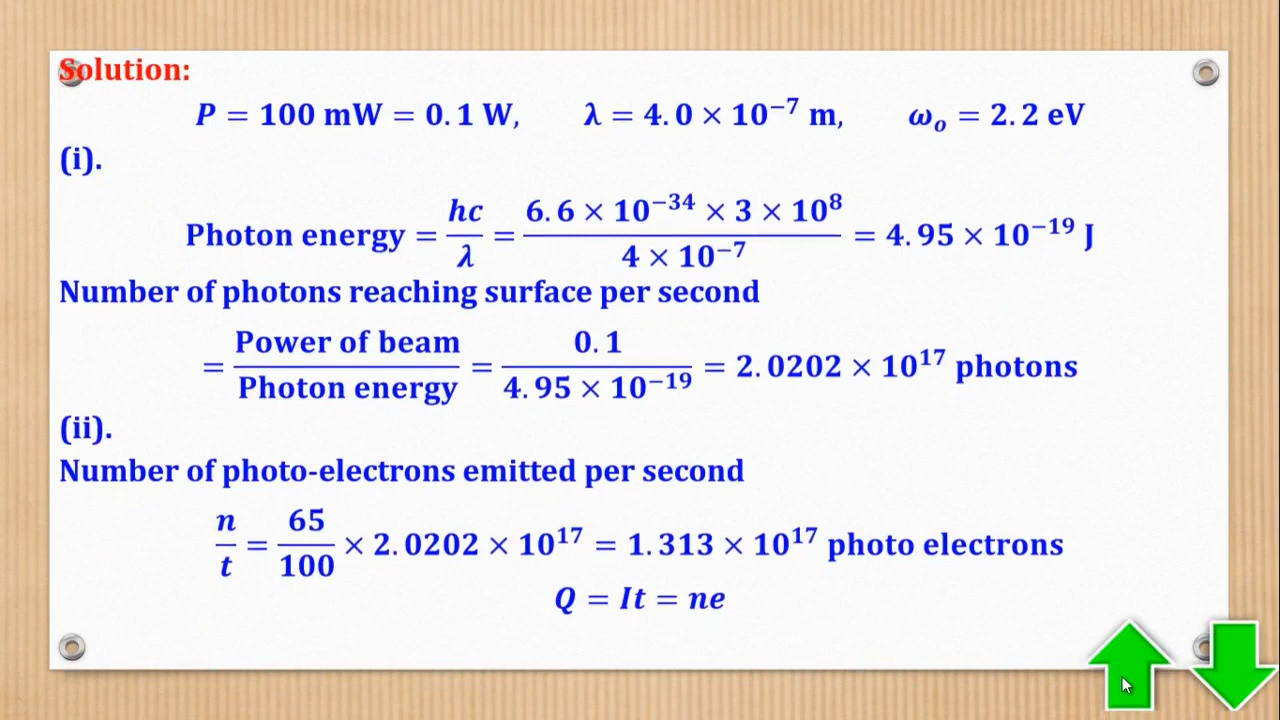 Solution:
P = 100 mW = 0.1 W, λ = 4.0 × 10⁻⁷ m, ωₒ = 2.2 eV
(i).
Photon energy = hc/λ = (6.6 × 10⁻³⁴ × 3 × 10⁸)/(4 × 10⁻⁷) = 4.95 × 10⁻¹⁹ J
Number of photons reaching surface per second
= Power of beam/Photon energy = 0.1/(4.95 × 10⁻¹⁹) = 2.0202 × 10¹⁷ photons
(ii).
Number of photo-electrons emitted per second
n/t = 65/100 × 2.0202 × 10¹⁷ = 1.313 × 10¹⁷ photo electrons
Q = It = ne